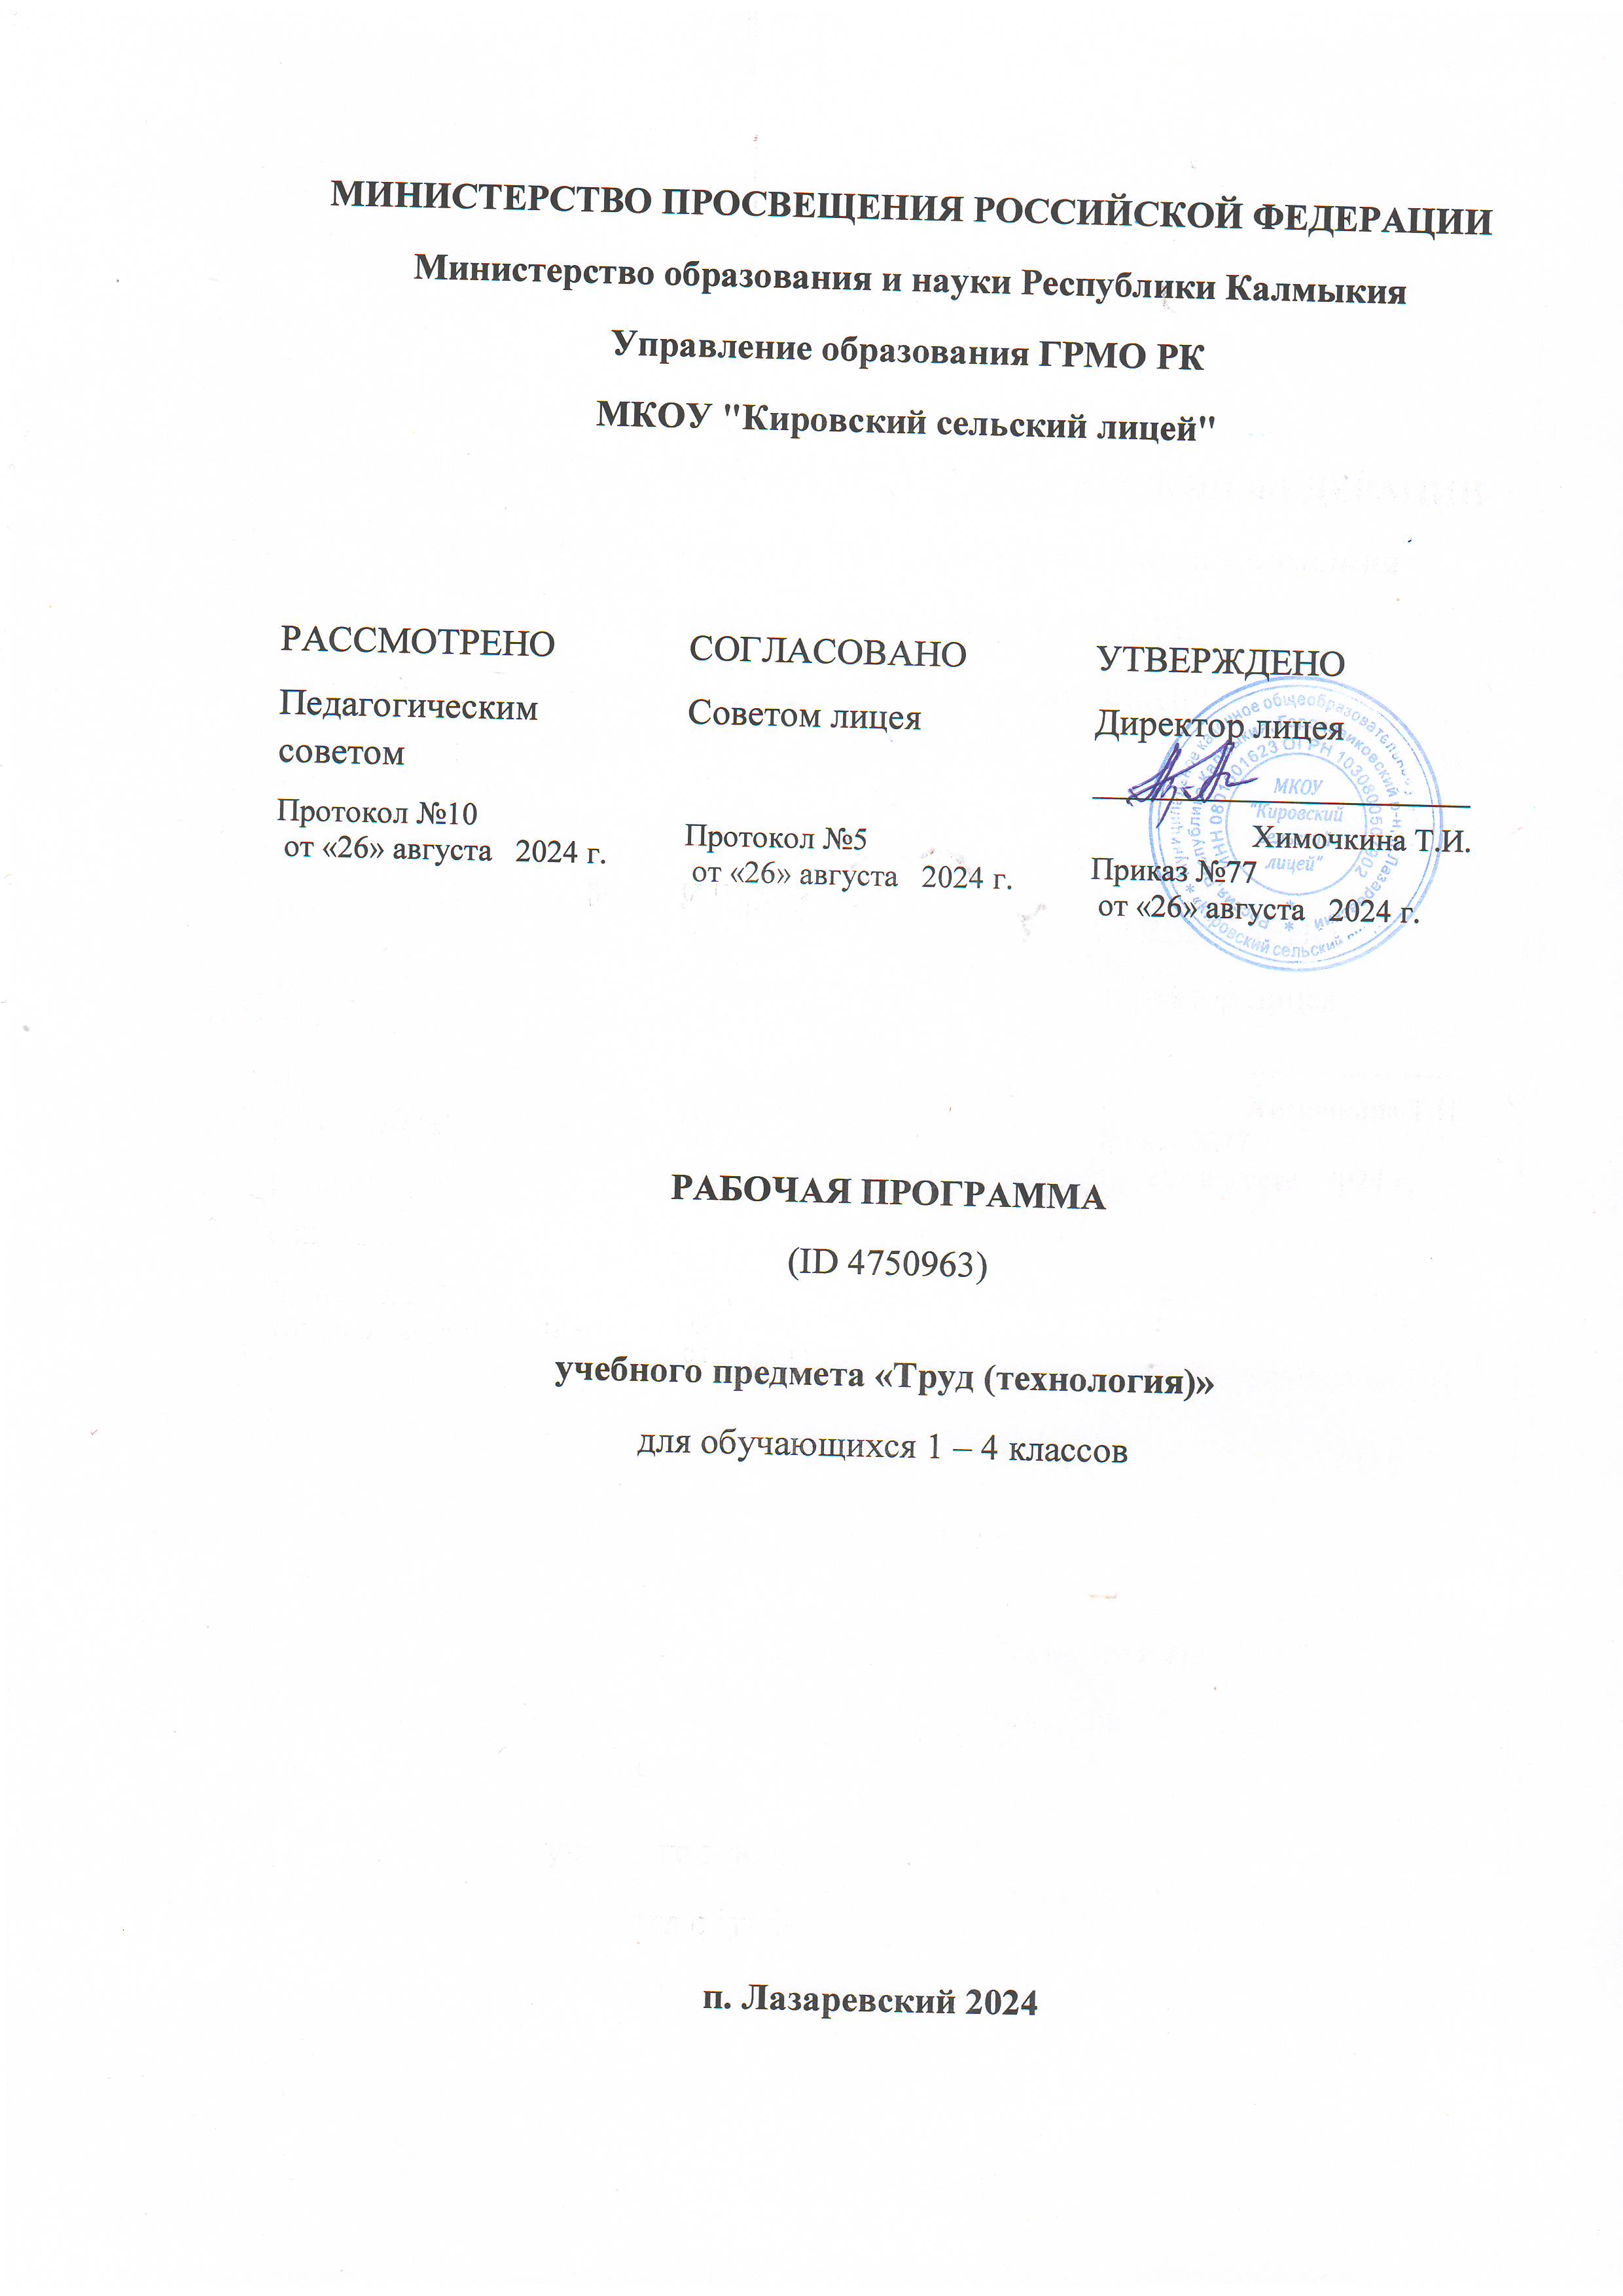 МИНИСТЕРСТВО ПРОСВЕЩЕНИЯ РОССИЙСКОЙ ФЕДЕРАЦИИ
Министерство образования и науки Республики Калмыкия
Управление образования ГРМО РК
МКОУ "Кировский сельский лицей"
РАССМОТРЕНО
Педагогическим
советом
Протокол №10
от «26» августа 2024 г.
СОГЛАСОВАНО
Советом лицея
Протокол №5
от «26» августа 2024 г.
УТВЕРЖДЕНО
Директор лицея
Химочкина Т.И.
Приказ №77
от «26» августа 2024 г.
МКОУ
"Кировский
лицей"
РАБОЧАЯ ПРОГРАММА
(ID 4750963)
учебного предмета «Труд (технология)»
для обучающихся 1 – 4 классов
п. Лазаревский 2024